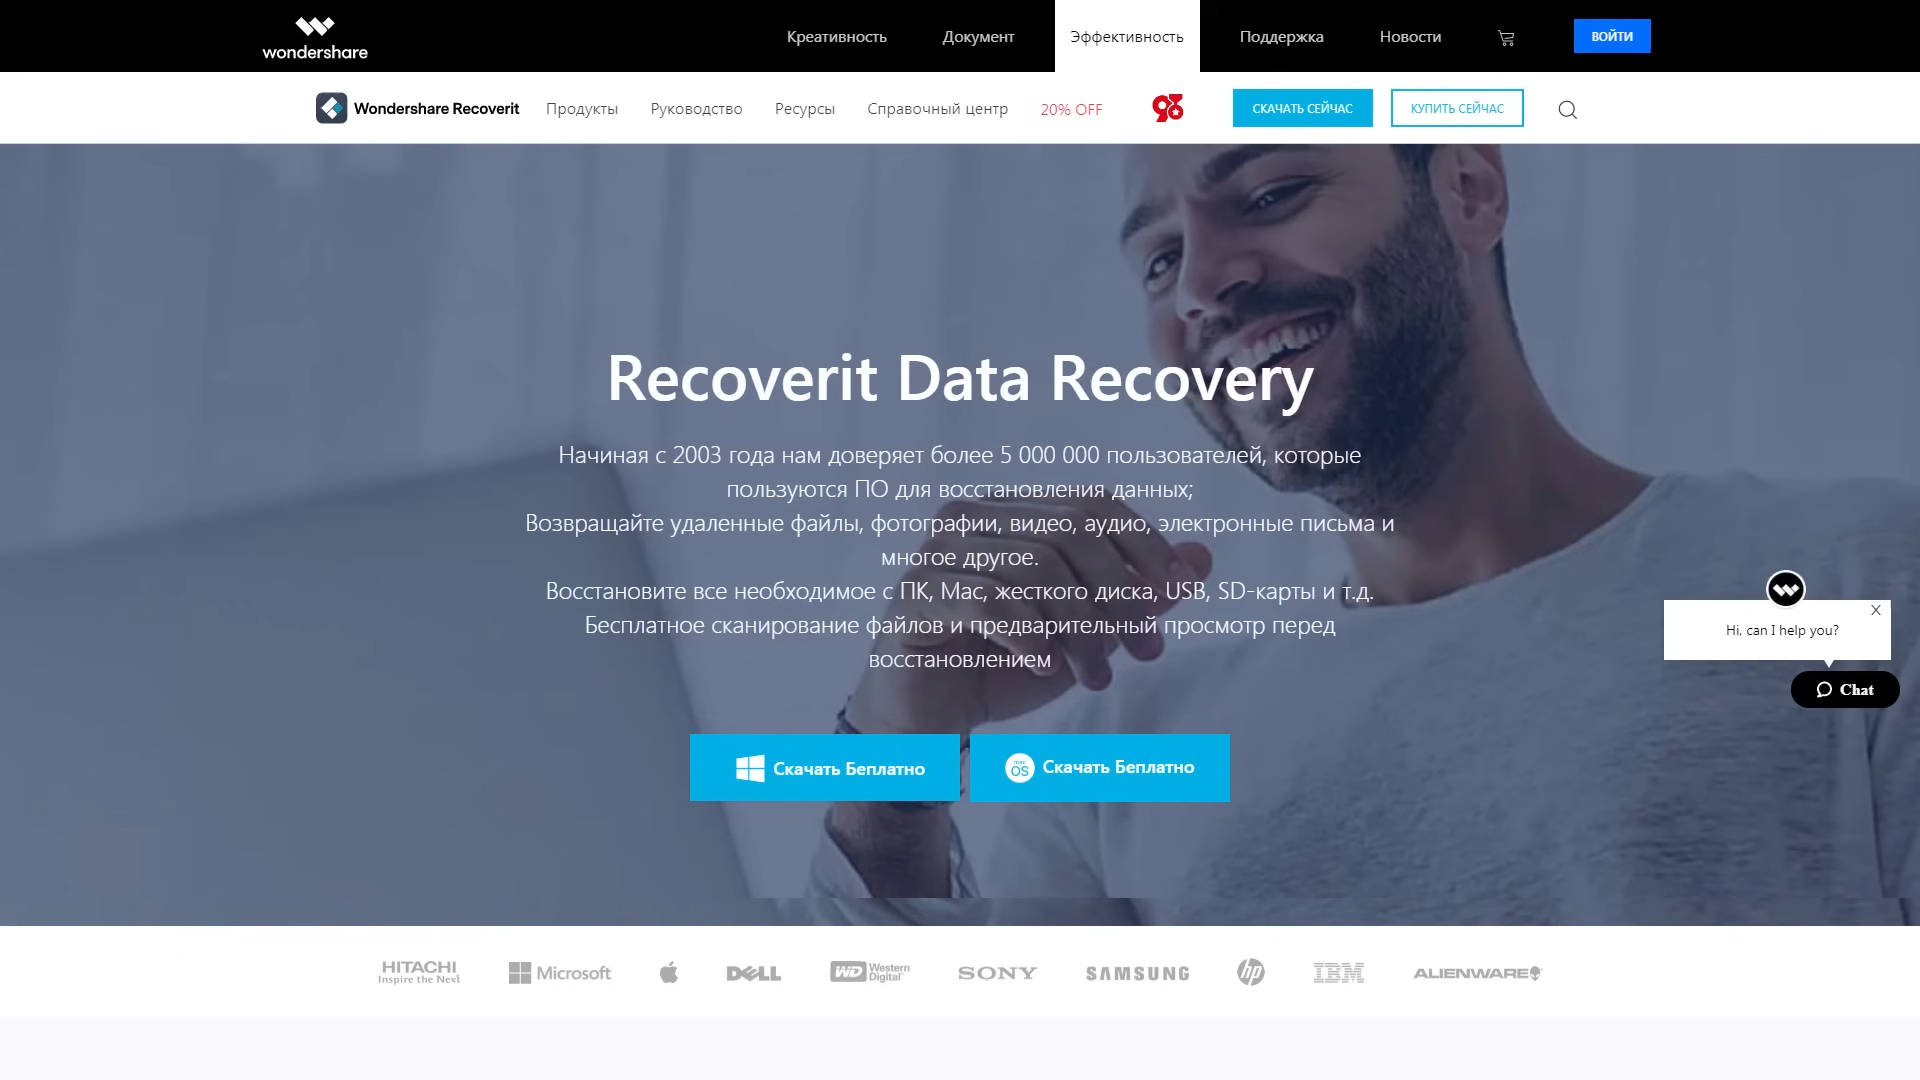 wondershare
Креативность
Документ
Эффективность
Поддержка
Новости
ВОЙТИ
Wondershare Recoverit
Продукты
Руководство
Ресурсы
Справочный центр
20% OFF
СКАЧАТЬ СЕЙЧАС
КУПИТЬ СЕЙЧАС
Recoverit Data Recovery
Начиная с 2003 года нам доверяет более 5 000 000 пользователей, которые
пользуются ПО для восстановления данных;
Возвращайте удаленные файлы, фотографии, видео, аудио, электронные письма и
многое другое.
Восстановите все необходимое с ПК, Mac, жесткого диска, USB, SD-карты и т.д.
Бесплатное сканирование файлов и предварительный просмотр перед
восстановлением
X
Hi, can I help you?
Chat
Скачать Беплатно
mac
OS
Скачать Беплатно
HITACHI
Inspire the Next
Microsoft
DELL
WD Western
Digital
SONY
SAMSUNG
hp
IBM
ALIENWARE